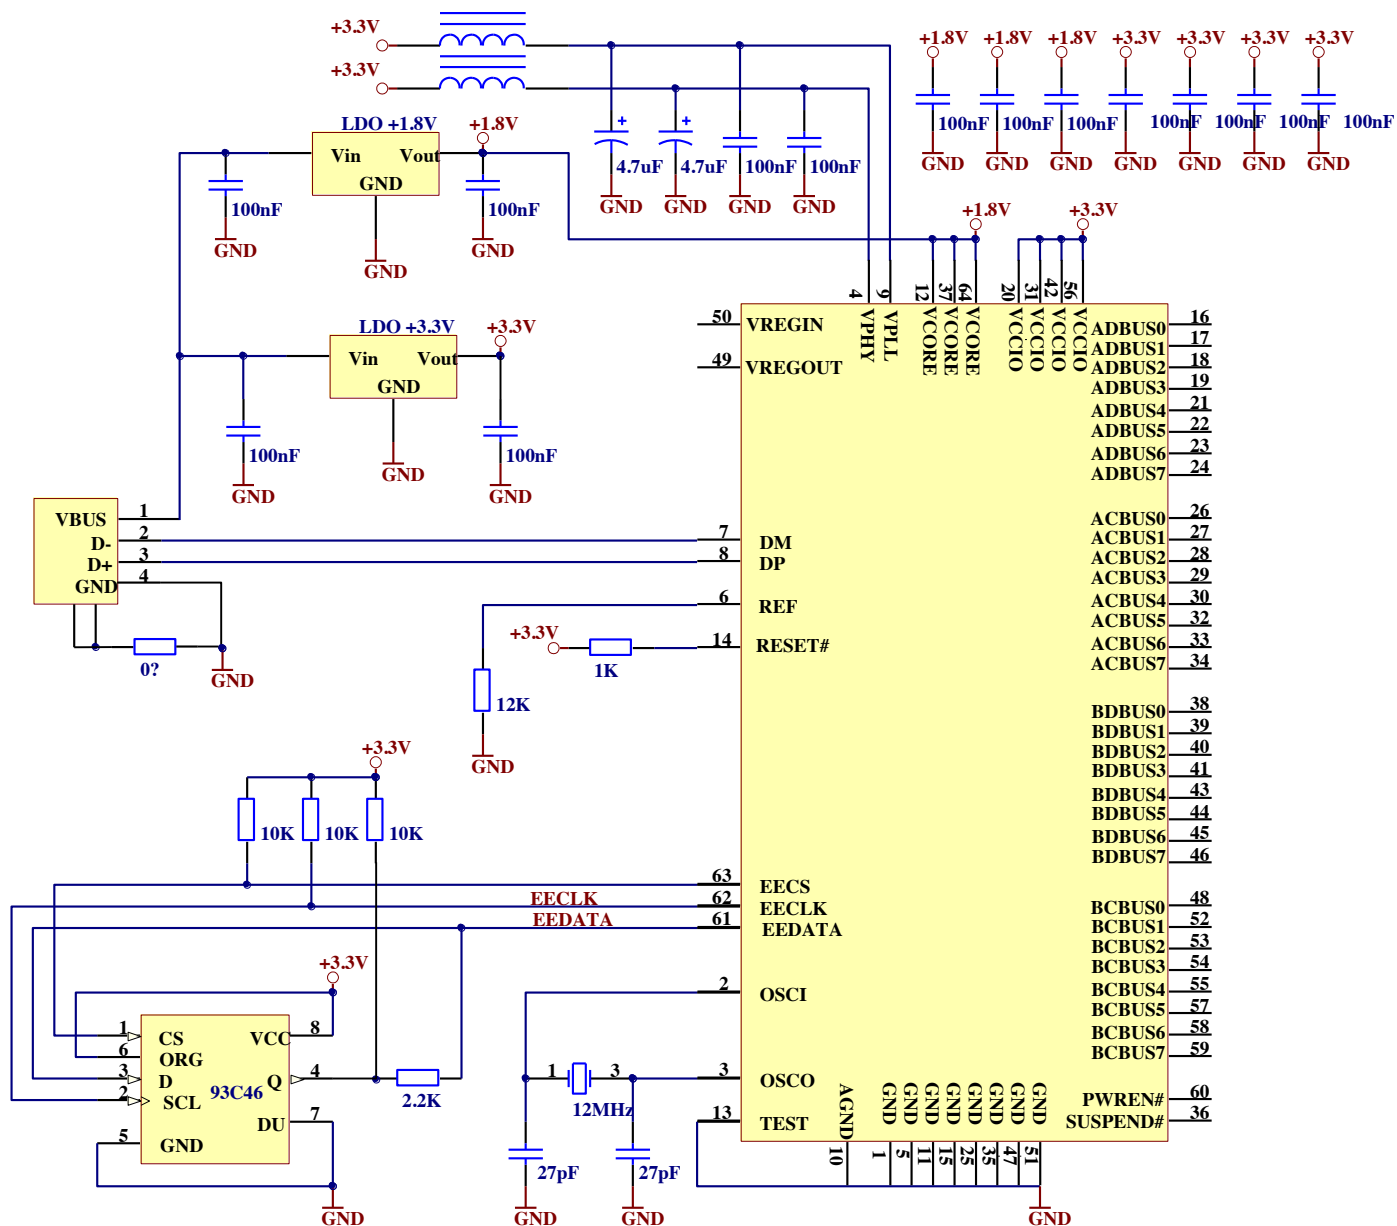 +3.3V
+3.3V
+1.8V +1.8V +1.8V +3.3V +3.3V +3.3V +3.3V
100nF 100nF 100nF 100nF 100nF 100nF 100nF
GND GND GND GND GND GND GND
LDO +1.8V
+1.8V
Vin Vout
GND
100nF
100nF
GND
GND
GND
+ +
4.7uF 4.7uF 100nF 100nF
GND GND GND GND
+1.8V
+3.3V
LDO +3.3V
+3.3V
Vin Vout
GND
100nF
100nF
GND
GND
GND
4 9 12 37 64 20 31 42 56
VPHY VPLL VCORE VCORE VCORE VCCIO VCCIO VCCIO VCCIO
50 VREGIN
49 VREGOUT
7 DM
8 DP
6 REF
14 RESET#
63 EECS
62 EECLK
61 EEDATA
2 OSCI
3 OSCO
13 TEST
ADBUS0 16
ADBUS1 17
ADBUS2 18
ADBUS3 19
ADBUS4 21
ADBUS5 22
ADBUS6 23
ADBUS7 24
ACBUS0 26
ACBUS1 27
ACBUS2 28
ACBUS3 29
ACBUS4 30
ACBUS5 32
ACBUS6 33
ACBUS7 34
BDBUS0 38
BDBUS1 39
BDBUS2 40
BDBUS3 41
BDBUS4 43
BDBUS5 44
BDBUS6 45
BDBUS7 46
BCBUS0 48
BCBUS1 52
BCBUS2 53
BCBUS3 54
BCBUS4 55
BCBUS5 57
BCBUS6 58
BCBUS7 59
PWREN# 60
SUSPEND# 36
AGND GND GND GND GND GND GND GND GND
10 1 5 11 15 25 35 47 51
GND
VBUS 1
D- 2
D+ 3
GND 4
0?
GND
+3.3V
1K
12K
GND
+3.3V
10K 10K 10K
EECLK
EEDATA
+3.3V
1 CS
6 ORG
3 D
2 SCL
5 GND
93C46
VCC 8
Q 4
DU 7
2.2K
GND
1 3
12MHz
27pF 27pF
GND GND